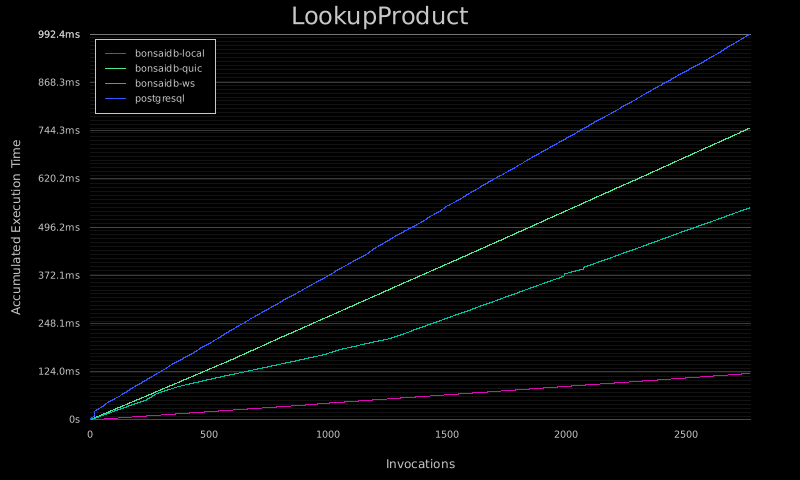 LookupProduct
992.4ms
868.3ms
744.3ms
620.2ms
496.2ms
372.1ms
248.1ms
124.0ms
0s
Accumulated Execution Time
bonsaidb-local
bonsaidb-quic
bonsaidb-ws
postgresql
0
500
1000
1500
2000
2500
Invocations